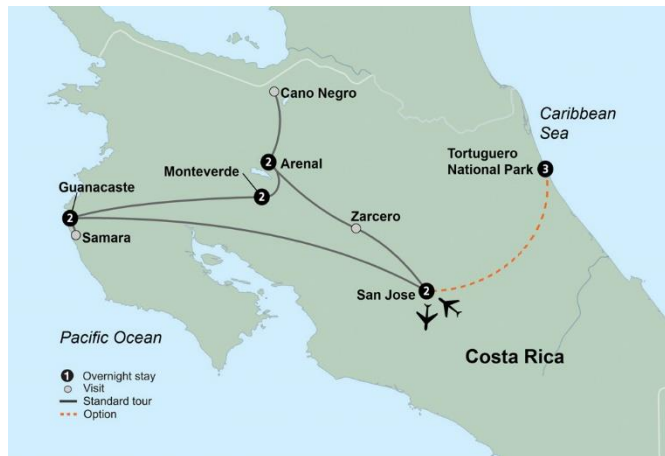 Cano Negro
Caribbean
Sea
2
Arenal
Tortuguero
National Park
3
Monteverde
2
Guanacaste
2
Samara
Zarcero
San Jose
2
Pacific Ocean
Costa Rica
1
Overnight stay
Visit
Standard tour
Option